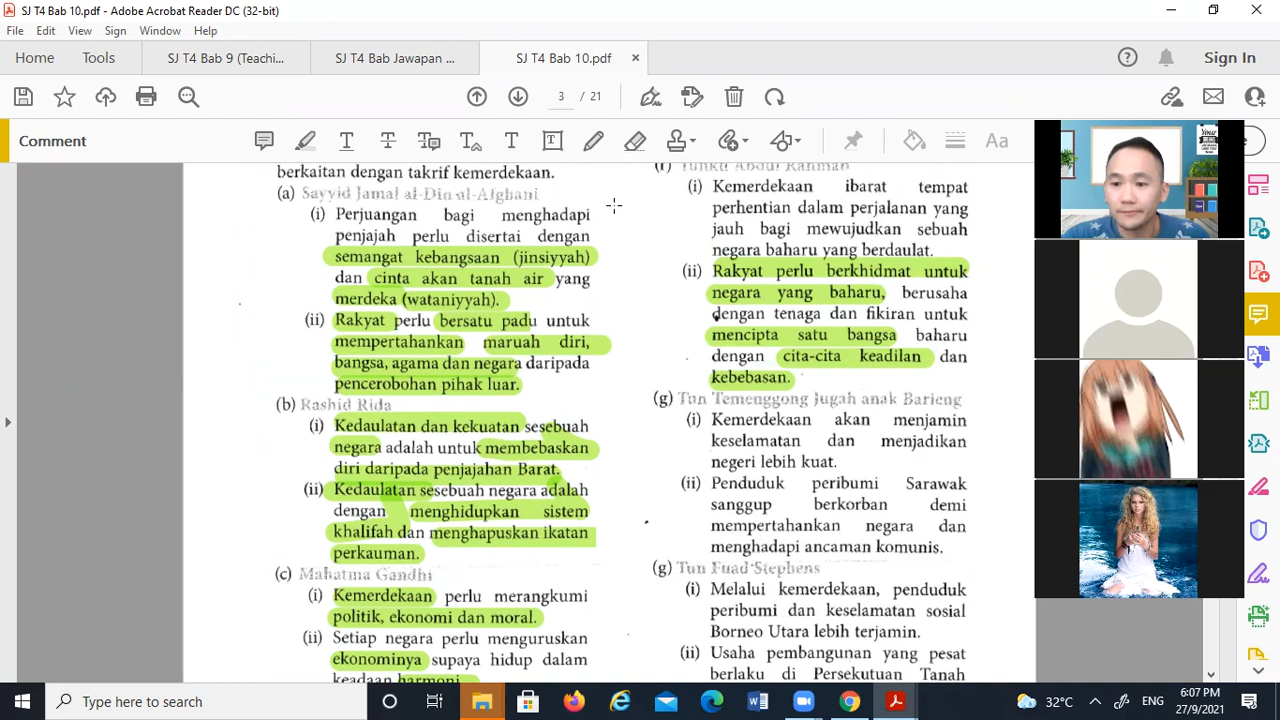 SJ T4 Bab 10.pdf - Adobe Acrobat Reader DC (32-bit)
File Edit View Sign Window Help
Home Tools SJ T4 Bab 9 (Teachi... SJ T4 Bab Jawapan ... SJ T4 Bab 10.pdf Sign In
3 / 21
Comment
berkaitan dengan takrif kemerdekaan.
(a) Sayyid Jamal al-Din al-Afghani
(i) Perjuangan bagi menghadapi
penjajah perlu disertai dengan
semangat kebangsaan (jinsiyyah)
dan cinta akan tanah air yang
merdeka (wataniyyah).
(ii) Rakyat perlu bersatu padu untuk
mempertahankan maruah diri,
bangsa, agama dan negara daripada
pencerobohan pihak luar.
(b) Rashid Rida
(i) Kedaulatan dan kekuatan sesebuah
negara adalah untuk membebaskan
diri daripada penjajahan Barat.
(ii) Kedaulatan sesebuah negara adalah
dengan menghidupkan sistem
khalifah dan menghapuskan ikatan
perkauman.
(c) Mahatma Gandhi
(i) Kemerdekaan perlu merangkumi
politik, ekonomi dan moral.
(ii) Setiap negara perlu menguruskan
ekonominya supaya hidup dalam
keadaan harmoni.
(f) Tunku Abdul Rahman
(i) Kemerdekaan ibarat tempat
perhentian dalam perjalanan yang
jauh bagi mewujudkan sebuah
negara baharu yang berdaulat.
(ii) Rakyat perlu berkhidmat untuk
negara yang baharu, berusaha
dengan tenaga dan fikiran untuk
mencipta satu bangsa baharu
dengan cita-cita keadilan dan
kebebasan.
(g) Tun Temenggong Jugah anak Barieng
(i) Kemerdekaan akan menjamin
keselamatan dan menjadikan
negeri lebih kuat.
(ii) Penduduk peribumi Sarawak
sanggup berkorban demi
mempertahankan negara dan
menghadapi ancaman komunis.
(g) Tun Fuad Stephens
(i) Melalui kemerdekaan, penduduk
peribumi dan keselamatan sosial
Borneo Utara lebih terjamin.
(ii) Usaha pembangunan yang pesat
berlaku di Persekutuan Tanah
Type here to search
32°C ENG
6:07 PM
27/9/2021